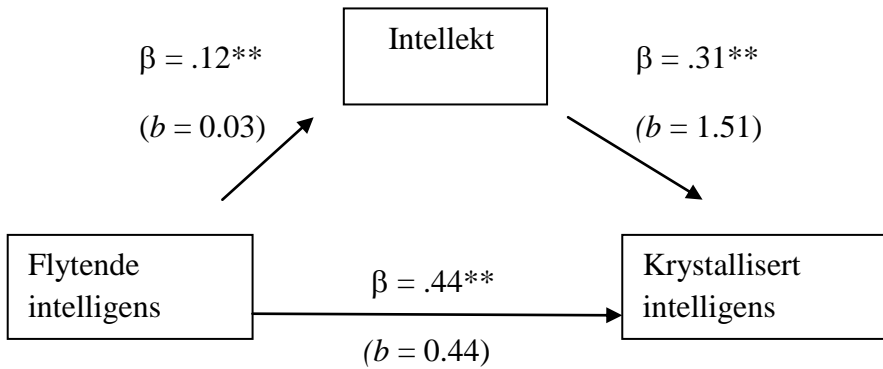 Intellekt
β = .12**
(b = 0.03)
β = .31**
(b = 1.51)
Flytende
intelligens
β = .44**
(b = 0.44)
Krystallisert
intelligens